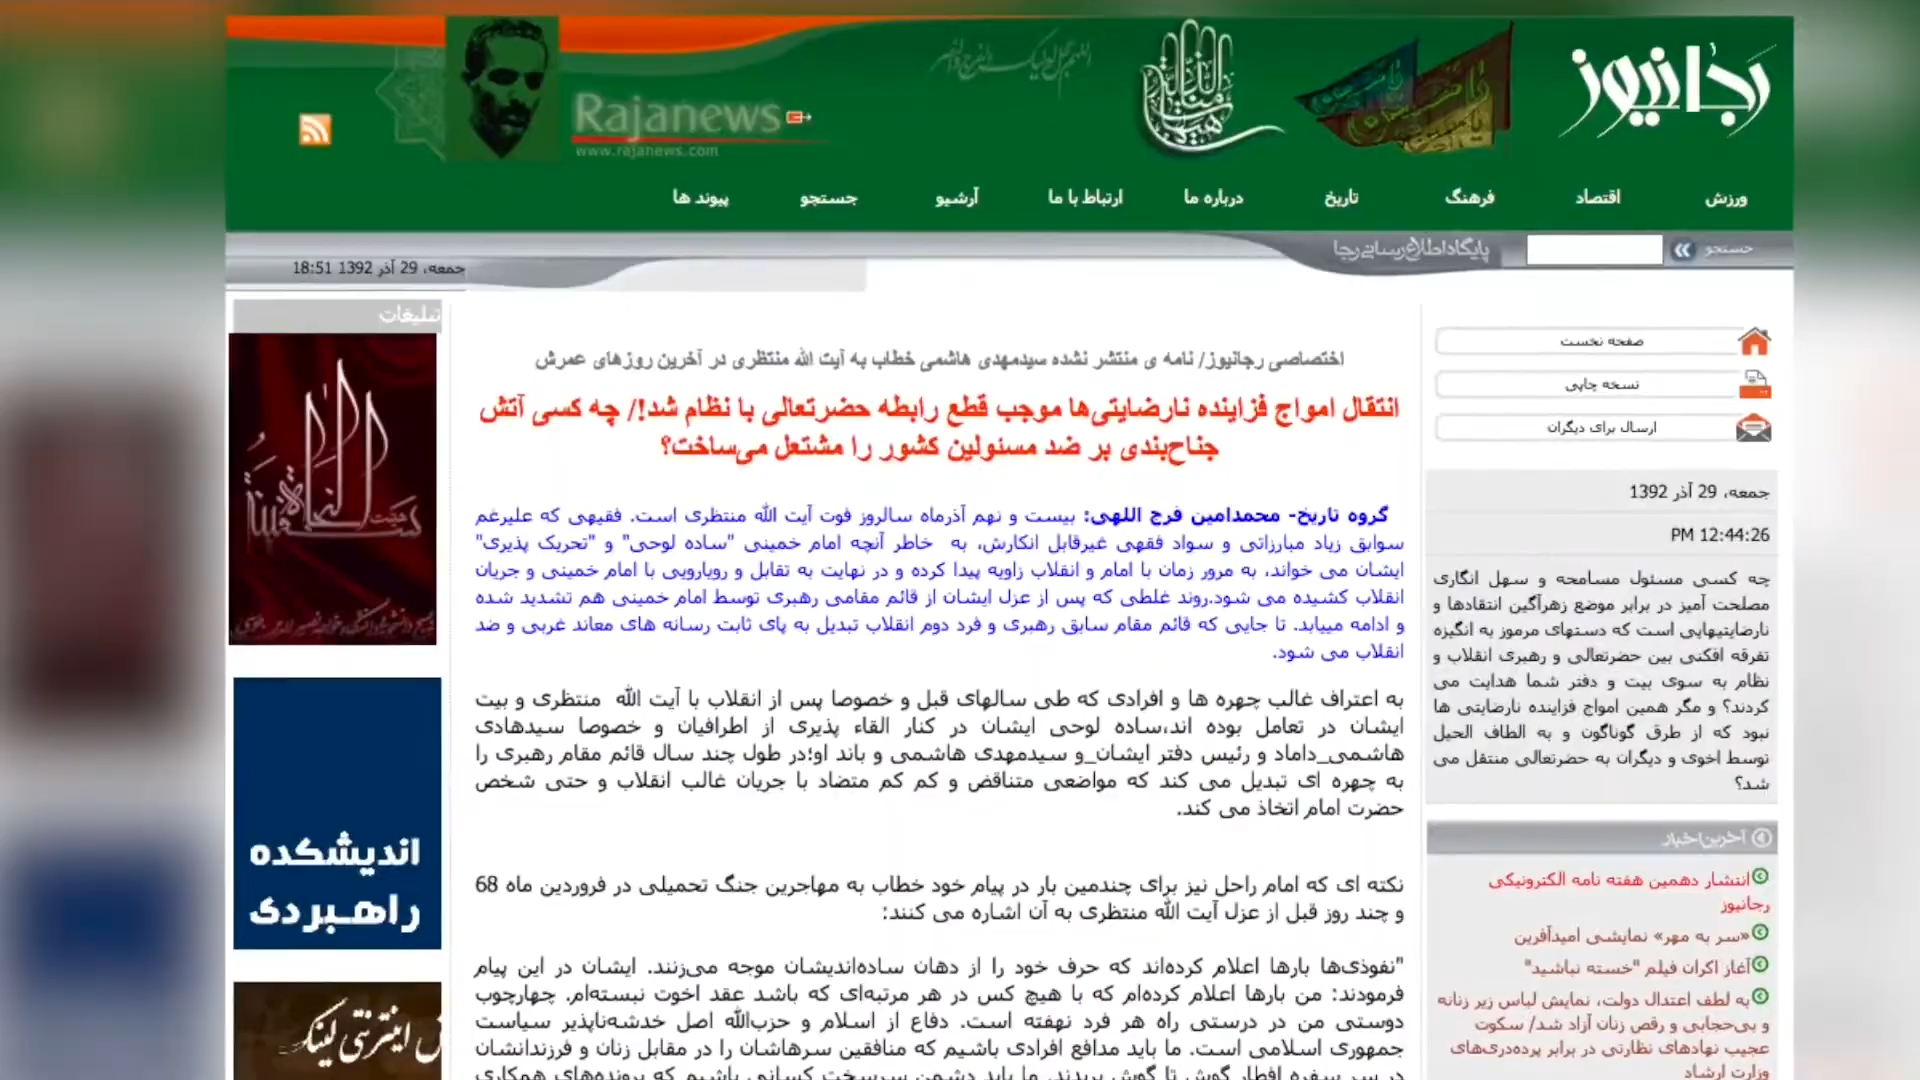 رجانیوز
Rajanews
www.rajanews.com
ورزش
اقتصاد
فرهنگ
تاریخ
درباره ما
ارتباط با ما
آرشیو
جستجو
پیوند ها
جستجو
پایگاه اطلاع رسانی رجا
جمعه، 29 آذر 1392 18:51
صفحه نخست
نسخه چاپی
ارسال برای دیگران
جمعه، 29 آذر 1392
12:44:26 PM
چه کسی مسئول مسامحه و سهل انگاری
مصلحت آمیز در برابر موضع زهرآگین انتقادها و
نارضایتیهایی است که دستهای مرموز به انگیزه
تفرقه افکنی بین حضرتعالی و رهبری انقلاب و
نظام به سوی بیت و دفتر شما هدایت می
کردند؟ و مگر همین امواج فزاینده نارضایتی ها
نبود که از طرق گوناگون و به الطاف الحیل
توسط اخوی و دیگران به حضرتعالی منتقل می
شد؟
آخرین اخبار
انتشار دهمین هفته نامه الکترونیکی
رجانیوز
«سر به مهر» نمایشی امیدآفرین
آغاز اکران فیلم "خسته نباشید"
به لطف اعتدال دولت، نمایش لباس زیر زنانه
و بی‌حجابی و رقص زنان آزاد شد/ سکوت
عجیب نهادهای نظارتی در برابر پرده‌دری‌های
وزارت ارشاد
اختصاصی رجانیوز/ نامه ی منتشر نشده سیدمهدی هاشمی خطاب به آیت الله منتظری در آخرین روزهای عمرش
انتقال امواج فزاینده نارضایتی‌ها موجب قطع رابطه حضرتعالی با نظام شد!/ چه کسی آتش
جناح‌بندی بر ضد مسئولین کشور را مشتعل می‌ساخت؟
گروه تاریخ- محمدامین فرج اللهی: بیست و نهم آذرماه سالروز فوت آیت الله منتظری است. فقیهی که علیرغم
سوابق زیاد مبارزاتی و سواد فقهی غیرقابل انکارش، به خاطر آنچه امام خمینی "ساده لوحی" و "تحریک پذیری"
ایشان می خواند، به مرور زمان با امام و انقلاب زاویه پیدا کرده و در نهایت به تقابل و رویارویی با امام خمینی و جریان
انقلاب کشیده می شود.روند غلطی که پس از عزل ایشان از قائم مقامی رهبری توسط امام خمینی هم تشدید شده
و ادامه مییابد. تا جایی که قائم مقام سابق رهبری و فرد دوم انقلاب تبدیل به پای ثابت رسانه های معاند غربی و ضد
انقلاب می شود.
به اعتراف غالب چهره ها و افرادی که طی سالهای قبل و خصوصا پس از انقلاب با آیت الله منتظری و بیت
ایشان در تعامل بوده اند،ساده لوحی ایشان در کنار القاء پذیری از اطرافیان و خصوصا سیدهادی
هاشمی_داماد و رئیس دفتر ایشان_و سیدمهدی هاشمی و باند او؛در طول چند سال قائم مقام رهبری را
به چهره ای تبدیل می کند که مواضعی متناقض و کم کم متضاد با جریان غالب انقلاب و حتی شخص
حضرت امام اتخاذ می کند.
نکته ای که امام راحل نیز برای چندمین بار در پیام خود خطاب به مهاجرین جنگ تحمیلی در فروردین ماه 68
و چند روز قبل از عزل آیت الله منتظری به آن اشاره می کنند:
"نفوذی‌ها بارها اعلام کرده‌اند که حرف خود را از دهان ساده‌اندیشان موجه می‌زنند. ایشان در این پیام
فرمودند: من بارها اعلام کرده‌ام که با هیچ کس در هر مرتبه‌ای که باشد عقد اخوت نبسته‌ام. چهارچوب
دوستی من در درستی راه هر فرد نهفته است. دفاع از اسلام و حزب‌الله اصل خدشه‌ناپذیر سیاست
جمهوری اسلامی است. ما باید مدافع افرادی باشیم که منافقین سرهاشان را در مقابل زنان و فرزندانشان
در سر سفره افطار گوش تا گوش بریدند. ما باید دشمن سرسخت کسانی باشیم که پرونده‌های همکاری
تبلیغات
اندیشکده
راهبردی
اینترنتی لینک